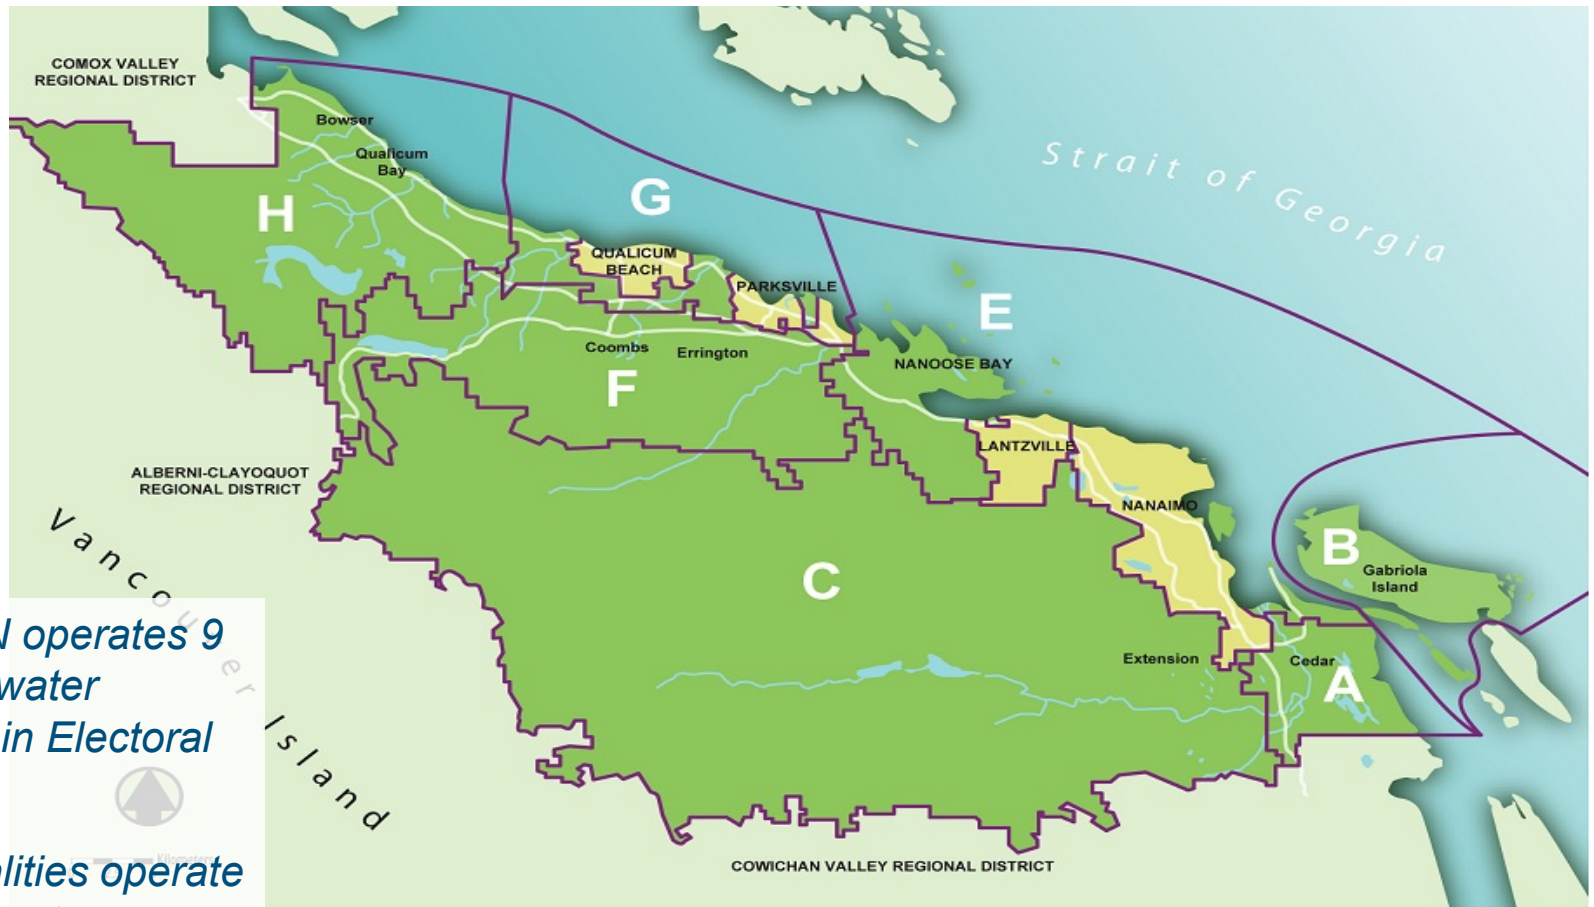 COMOX VALLEY
REGIONAL DISTRICT
Bowser
Qualicum
Bay
H
G
Strait of Georgia
QUALICUM
BEACH
PARKSVILLE
E
Coombs
Errington
NANOOSE BAY
F
LANTZVILLE
ALBERNI-CLAYOQUOT
REGIONAL DISTRICT
NANAIMO
Vancouver Island
B
Gabriola
Island
C
N operates 9
water
in Electoral
Extension
Cedar
A
Kilometers
lities operate
COWICHAN VALLEY REGIONAL DISTRICT